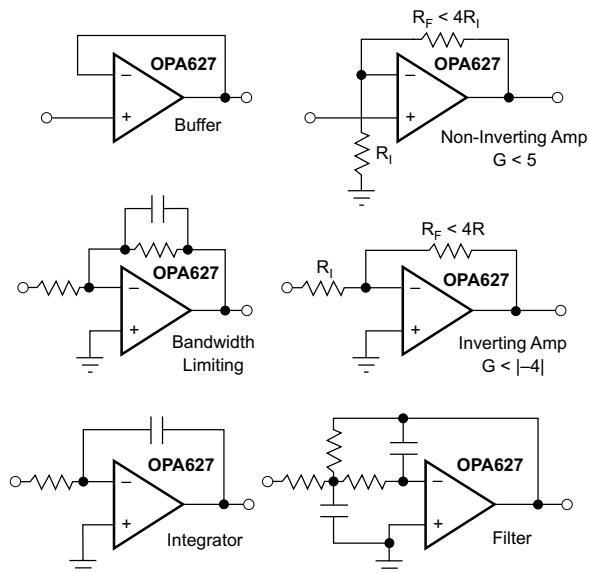 OPA627
−
+
Buffer
R_F < 4R_I
OPA627
−
+
R_I
Non-Inverting Amp
G < 5
OPA627
−
+
Bandwidth
Limiting
R_F < 4R
R_I
OPA627
−
+
Inverting Amp
G < |–4|
OPA627
−
+
Integrator
OPA627
−
+
Filter